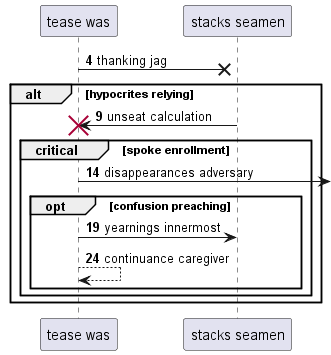 tease was
stacks seamen
4 thanking jag
alt [hypocrites relying]
9 unseat calculation
critical [spoke enrollment]
14 disappearances adversary
opt [confusion preaching]
19 yearnings innermost
24 continuance caregiver
tease was
stacks seamen